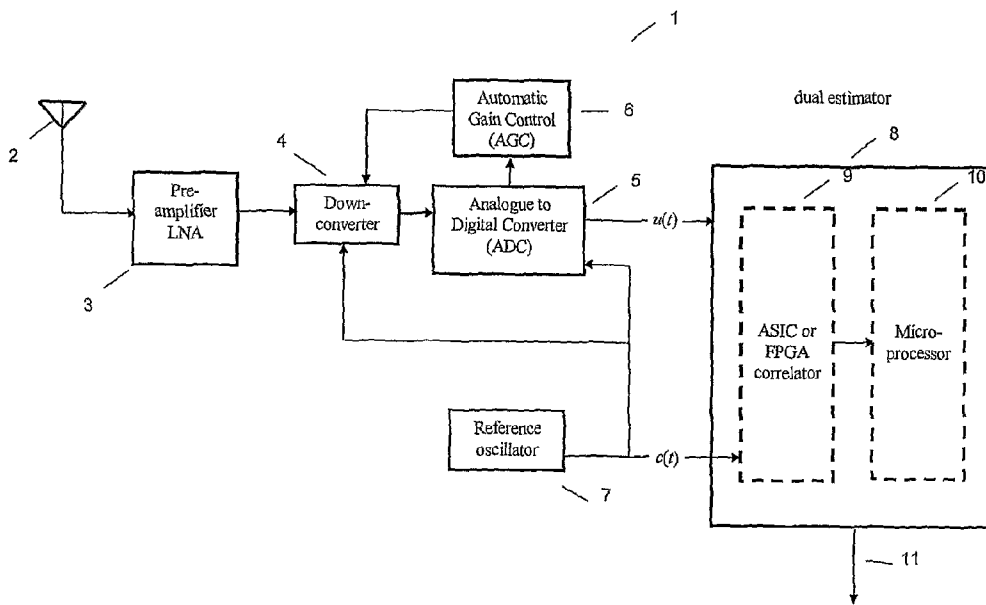 1
Automatic
Gain Control
(AGC)
6
dual estimator
2
4
8
9
10
Pre-
amplifier
LNA
Down-
converter
Analogue to
Digital Converter
(ADC)
5
u(t)
3
ASIC or
FPGA
correlator
Micro-
processor
Reference
oscillator
c(t)
7
11